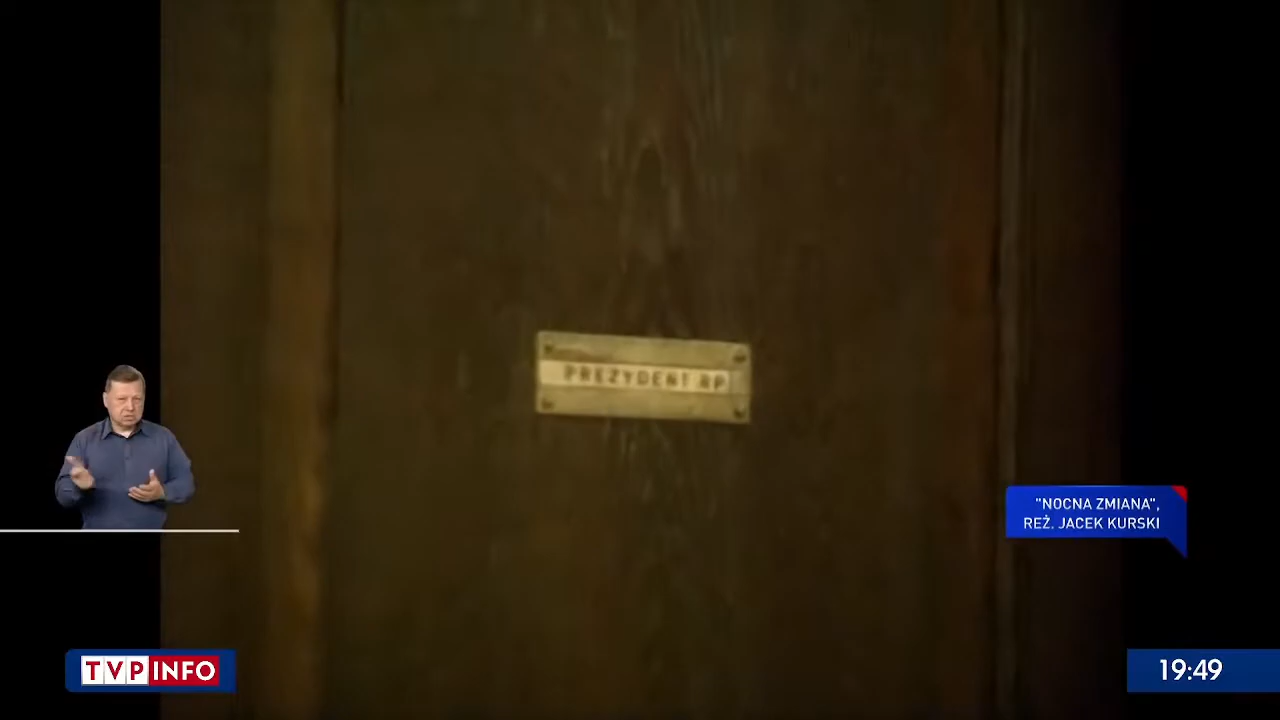 PREZYDENT RP
"NOCNA ZMIANA",
REŻ. JACEK KURSKI
TVP INFO
19:49